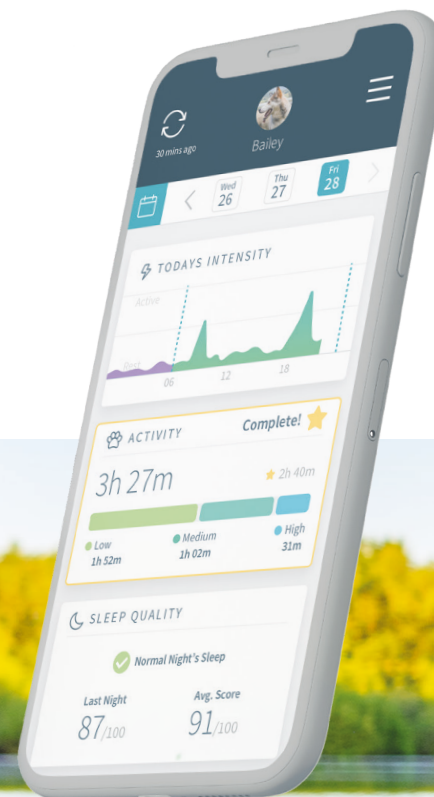 30 mins ago
Bailey
Wed
26
Thu
27
Fri
28
TODAYS INTENSITY
Active
Rest
06
12
18
ACTIVITY
Complete!
3h 27m
2h 40m
Low
1h 52m
Medium
1h 02m
High
31m
SLEEP QUALITY
Normal Night's Sleep
Last Night
87/100
Avg. Score
91/100